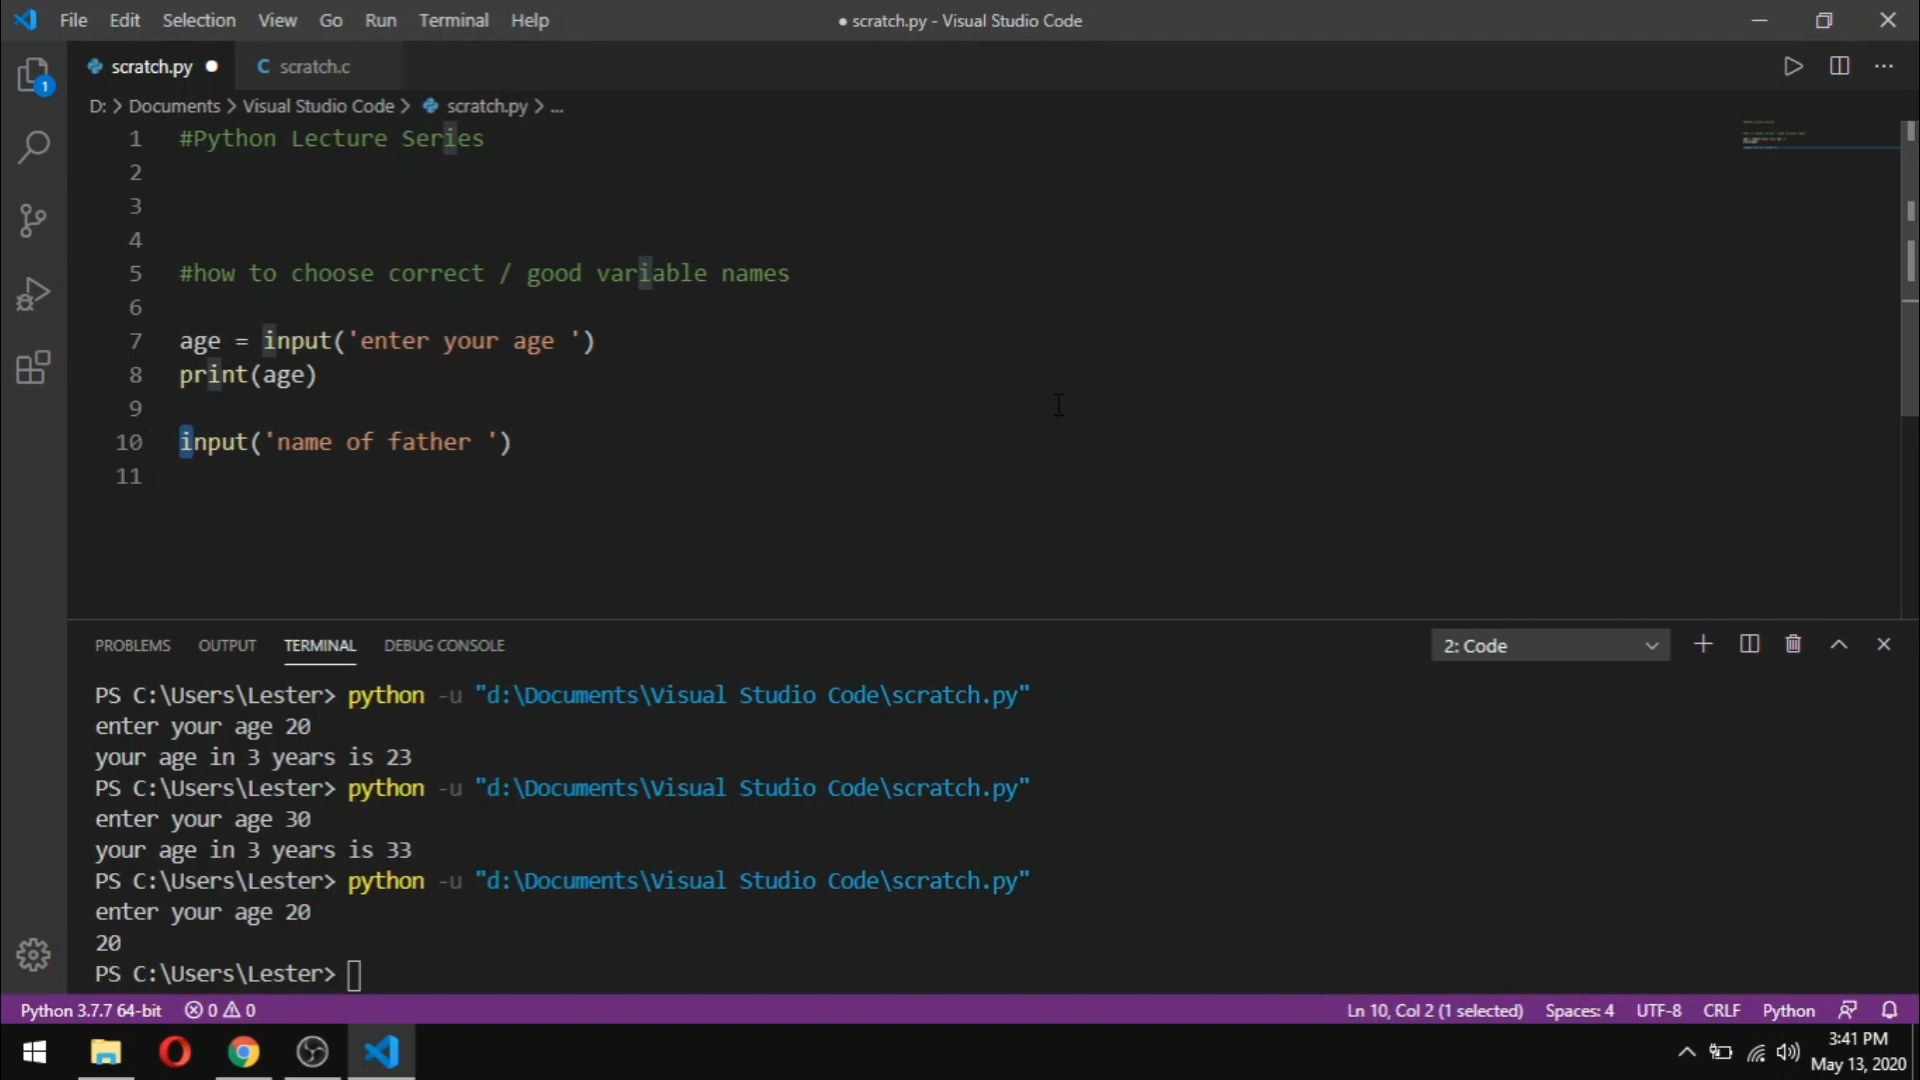 File Edit Selection View Go Run Terminal Help ● scratch.py - Visual Studio Code
scratch.py ● C scratch.c
1
D: > Documents > Visual Studio Code > scratch.py > ...
1 #Python Lecture Series
2
3
4
5 #how to choose correct / good variable names
6
7 age = input('enter your age ')
8 print(age)
9
10 input('name of father ')
11
PROBLEMS OUTPUT TERMINAL DEBUG CONSOLE 2: Code
PS C:\Users\Lester> python -u "d:\Documents\Visual Studio Code\scratch.py"
enter your age 20
your age in 3 years is 23
PS C:\Users\Lester> python -u "d:\Documents\Visual Studio Code\scratch.py"
enter your age 30
your age in 3 years is 33
PS C:\Users\Lester> python -u "d:\Documents\Visual Studio Code\scratch.py"
enter your age 20
20
PS C:\Users\Lester>
Python 3.7.7 64-bit 0 0 Ln 10, Col 2 (1 selected) Spaces: 4 UTF-8 CRLF Python
3:41 PM
May 13, 2020